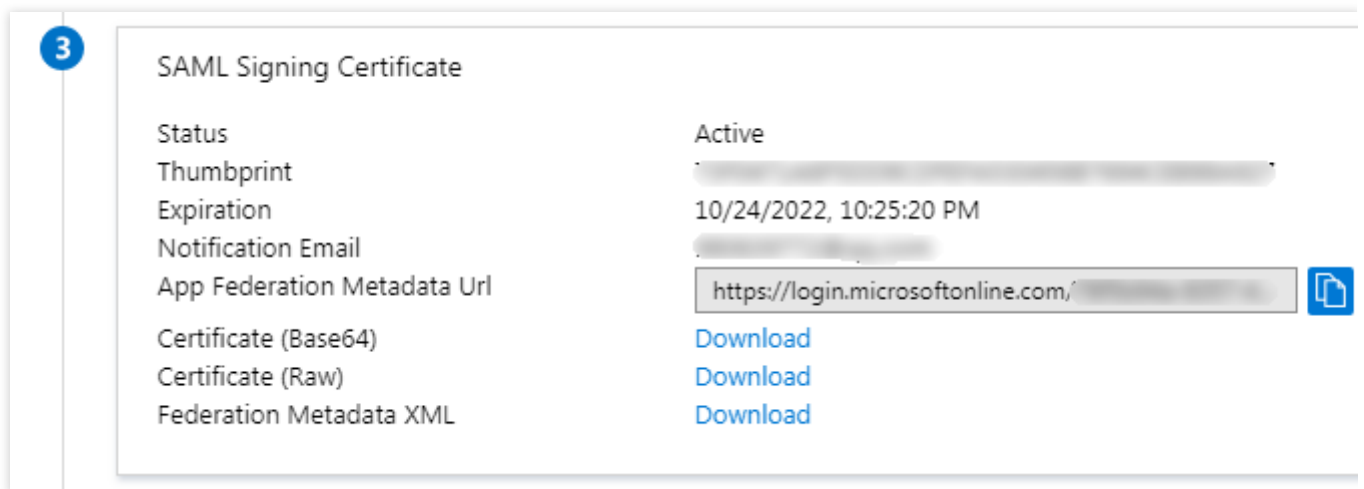 3
SAML Signing Certificate
Status Active
Thumbprint
Expiration 10/24/2022, 10:25:20 PM
Notification Email
App Federation Metadata Url https://login.microsoftonline.com/
Certificate (Base64) Download
Certificate (Raw) Download
Federation Metadata XML Download